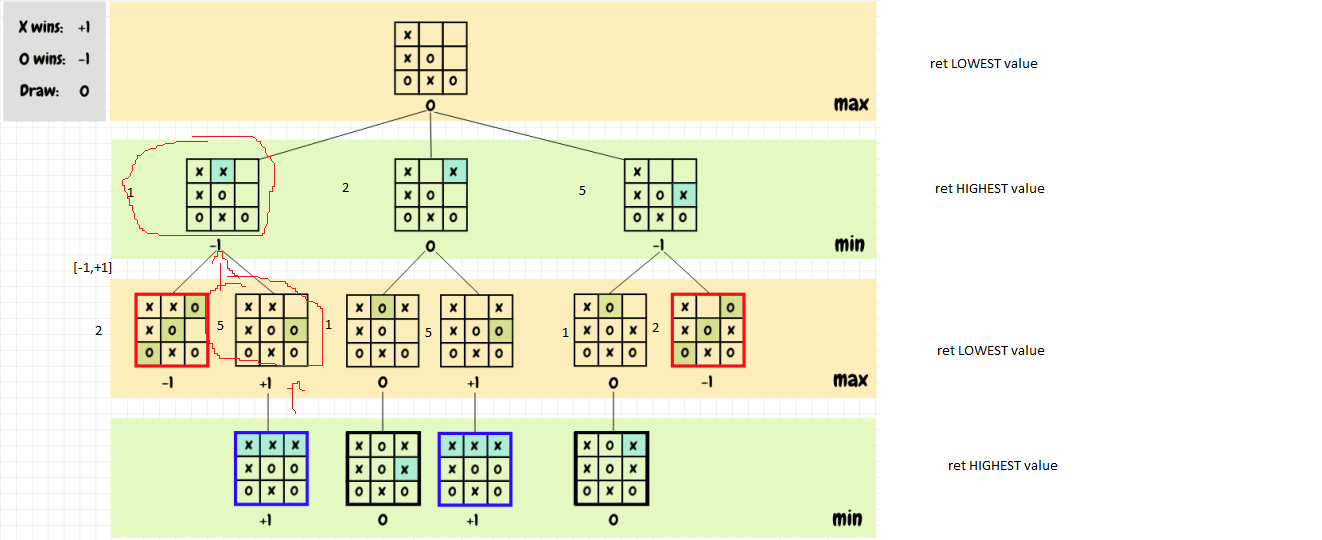 X wins: +1
O wins: -1
Draw: 0
X
X O
O X O
0
max
ret LOWEST value
1
X X
X O
O X O
-1
2
X X
X O
O X O
0
5
X
X O X
O X O
-1
min
ret HIGHEST value
[-1,+1]
2
X X O
X O
O X O
-1
5
X X
X O O
O X O
+1
1
X O X
X O
O X O
0
5
X X
X O O
O X O
+1
1
X O
X O X
O X O
0
2
X O
X O X
O X O
-1
max
ret LOWEST value
X X X
X O O
O X O
+1
X O X
X O X
O X O
0
X X X
X O O
O X O
+1
X O X
X O X
O X O
0
min
ret HIGHEST value